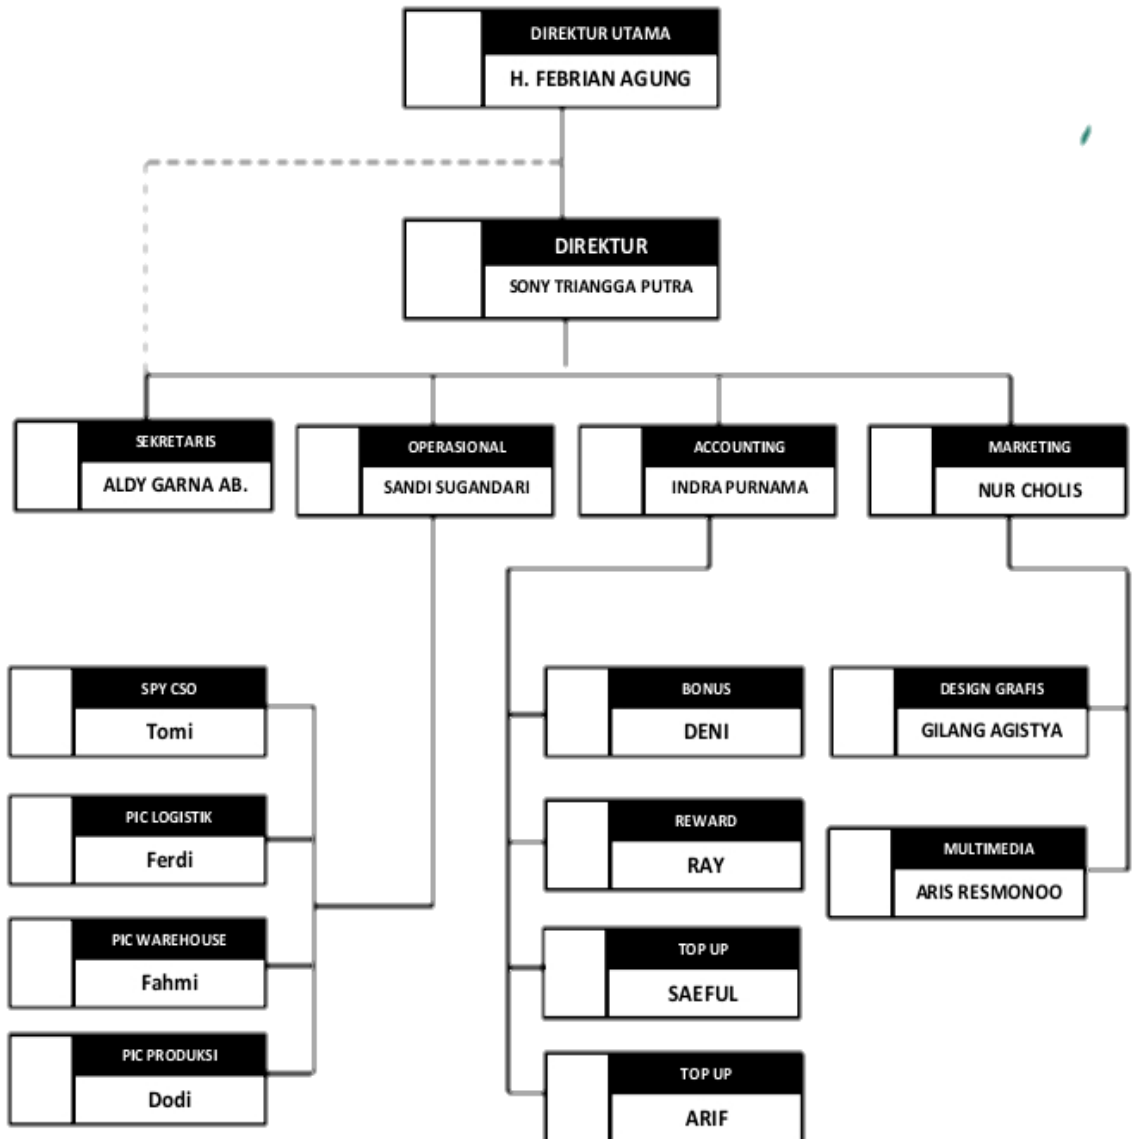 DIREKTUR UTAMA
H. FEBRIAN AGUNG
DIREKTUR
SONY TRIANGGA PUTRA
SEKRETARIS
ALDY GARNA AB.
OPERASIONAL
SANDI SUGANDARI
ACCOUNTING
INDRA PURNAMA
MARKETING
NUR CHOLIS
SPY CSO
Tomi
PIC LOGISTIK
Ferdi
PIC WAREHOUSE
Fahmi
PIC PRODUKSI
Dodi
BONUS
DENI
REWARD
RAY
TOP UP
SAEFUL
TOP UP
ARIF
DESIGN GRAFIS
GILANG AGISTYA
MULTIMEDIA
ARIS RESMONOO